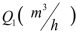 Q₁ ( m³/h )